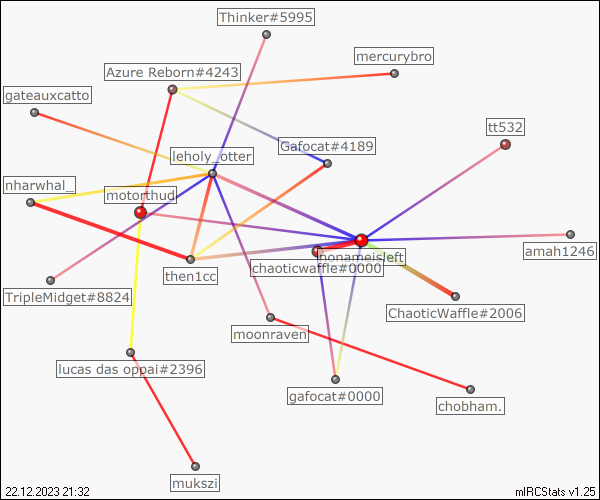 Thinker#5995
mercurybro
Azure Reborn#4243
gateauxcatto
tt532
Gafocat#4189
leholy_otter
nharwhal_
motorthud
nonameisleft
amah1246
chaoticwaffle#0000
then1cc
TripleMidget#8824
ChaoticWaffle#2006
moonraven
lucas das oppai#2396
gafocat#0000
chobham.
mukszi
22.12.2023 21:32
mIRCStats v1.25